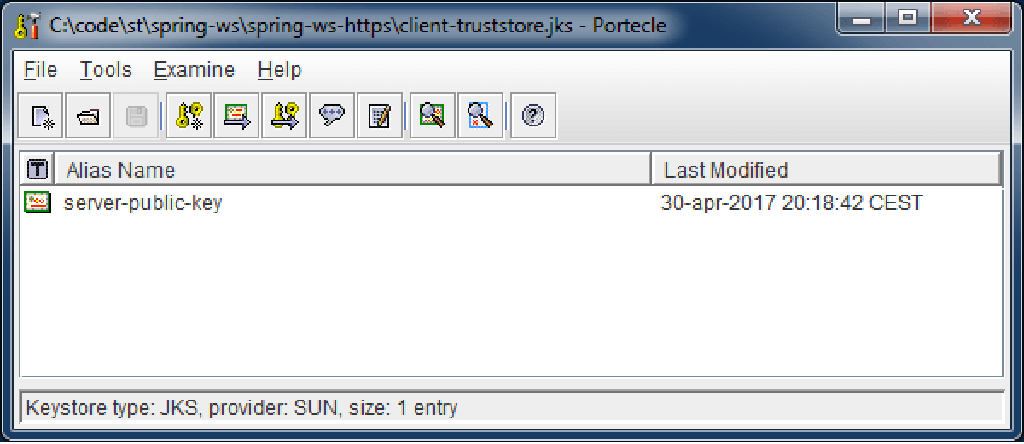 C:\code\st\spring-ws\spring-ws-https\client-truststore.jks - Portecle
File Tools Examine Help
T Alias Name Last Modified
server-public-key 30-apr-2017 20:18:42 CEST
Keystore type: JKS, provider: SUN, size: 1 entry